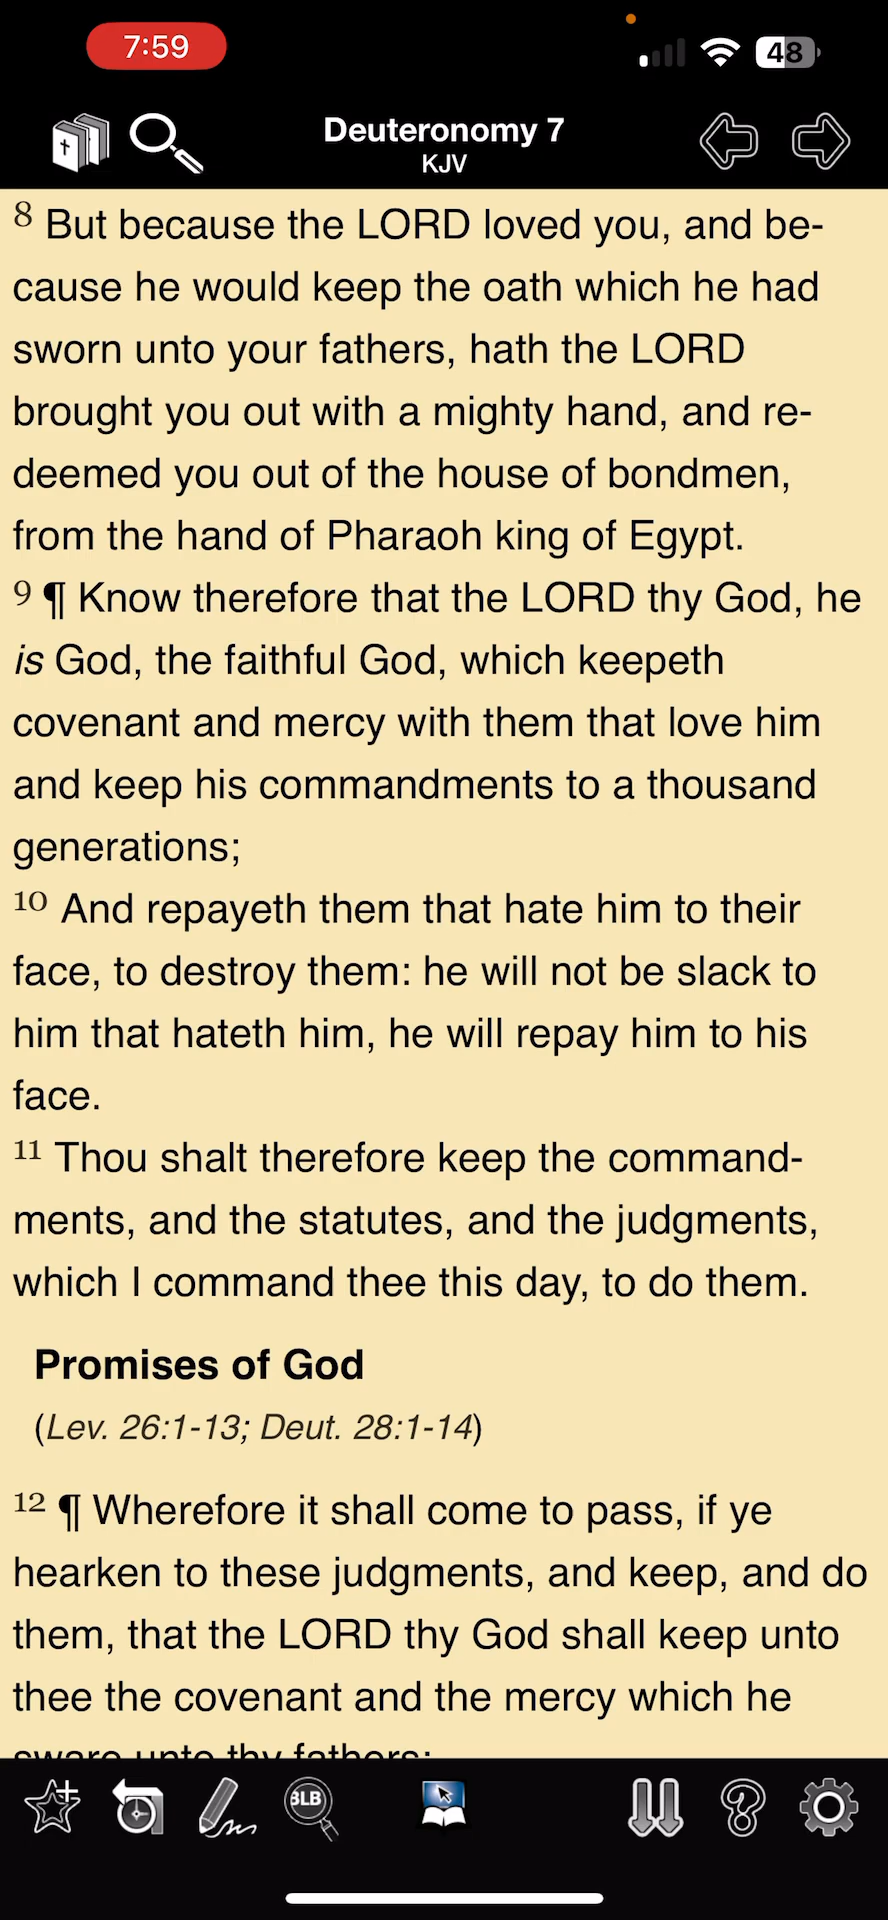 7:59
48
Deuteronomy 7
KJV
8 But because the LORD loved you, and be-
cause he would keep the oath which he had
sworn unto your fathers, hath the LORD
brought you out with a mighty hand, and re-
deemed you out of the house of bondmen,
from the hand of Pharaoh king of Egypt.
9 ¶ Know therefore that the LORD thy God, he
is God, the faithful God, which keepeth
covenant and mercy with them that love him
and keep his commandments to a thousand
generations;
10 And repayeth them that hate him to their
face, to destroy them: he will not be slack to
him that hateth him, he will repay him to his
face.
11 Thou shalt therefore keep the command-
ments, and the statutes, and the judgments,
which I command thee this day, to do them.
Promises of God
(Lev. 26:1-13; Deut. 28:1-14)
12 ¶ Wherefore it shall come to pass, if ye
hearken to these judgments, and keep, and do
them, that the LORD thy God shall keep unto
thee the covenant and the mercy which he
sware unto thy fathers:
BLB